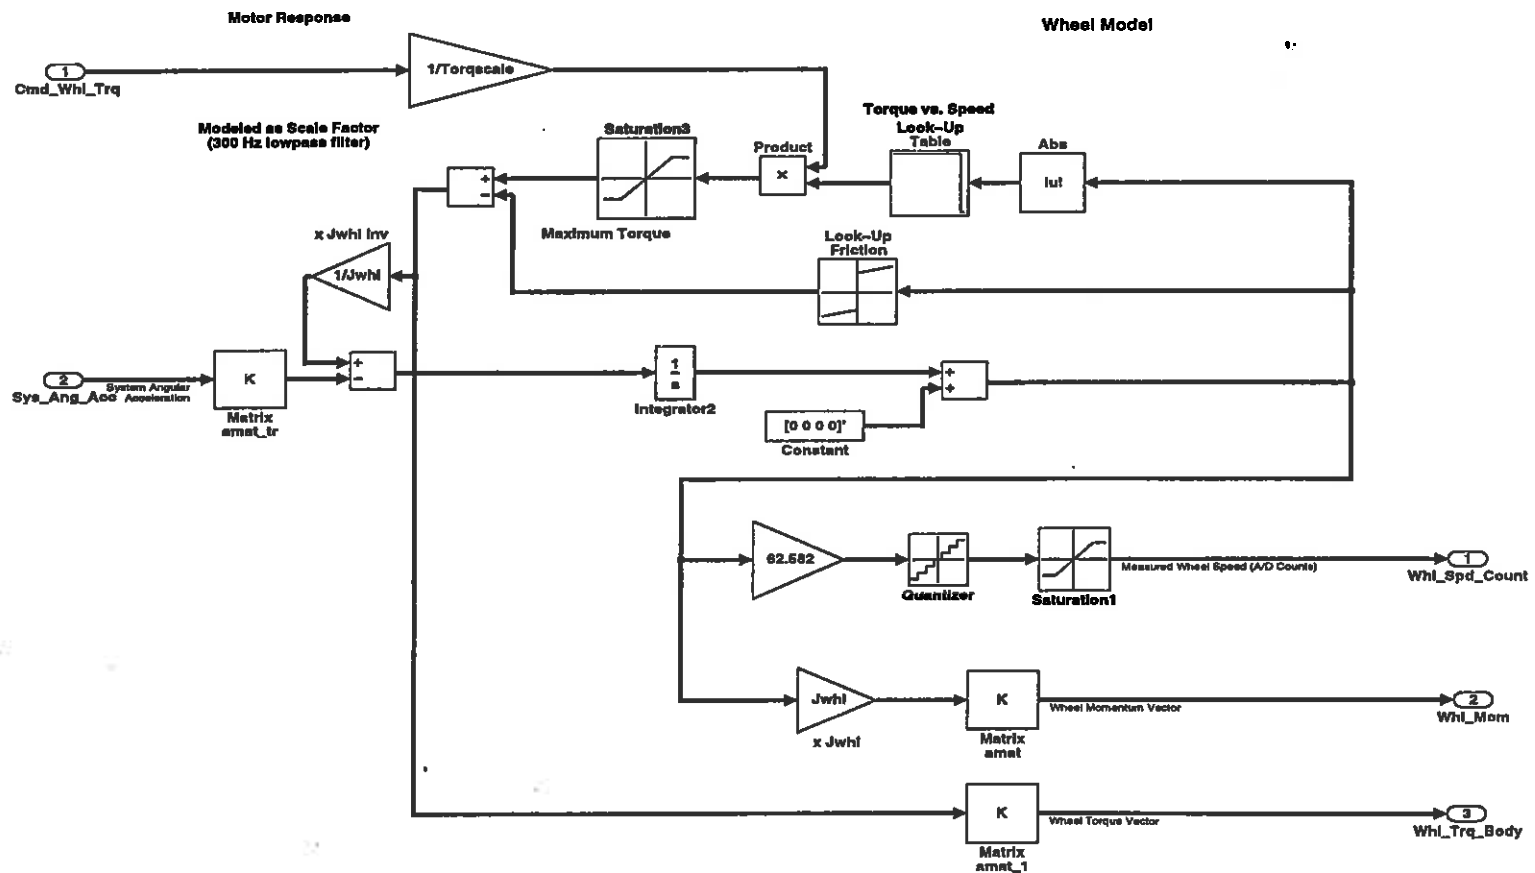 Motor Response
Wheel Model
1
Cmd_Whl_Trq
1/Torqscale
Modeled as Scale Factor
(300 Hz lowpass filter)
Saturation3
Maximum Torque
Product
×
Torque vs. Speed
Look-Up
Table
Abs
|u|
+
−
Look-Up
Friction
x Jwhl Inv
1/Jwhl
2
Sys_Ang_Acc
System Angular
Acceleration
K
Matrix
amat_tr
+
−
1
s
Integrator2
+
+
[0 0 0 0]'
Constant
62.582
Quantizer
Saturation1
Measured Wheel Speed (A/D Counts)
1
Whl_Spd_Count
Jwhl
x Jwhl
K
Matrix
amat
Wheel Momentum Vector
2
Whl_Mom
K
Matrix
amat_1
Wheel Torque Vector
3
Whl_Trq_Body